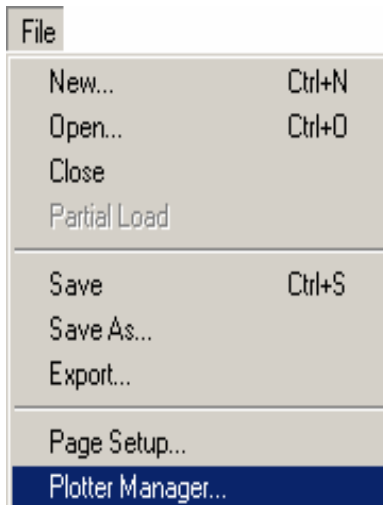 File
New... Ctrl+N
Open... Ctrl+O
Close
Partial Load
Save Ctrl+S
Save As...
Export...
Page Setup...
Plotter Manager...